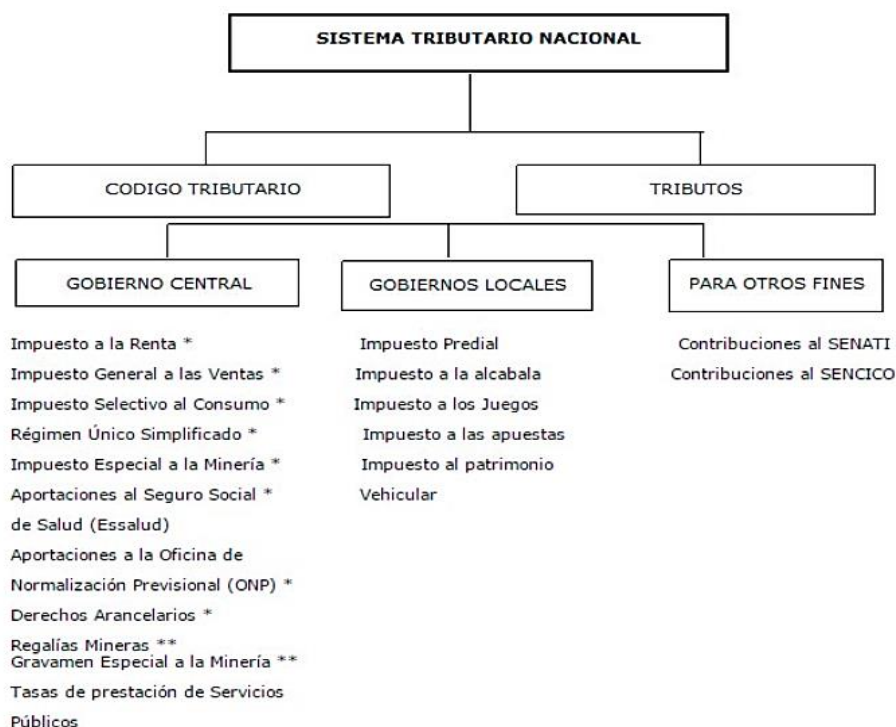 SISTEMA TRIBUTARIO NACIONAL
CODIGO TRIBUTARIO
TRIBUTOS
GOBIERNO CENTRAL
Impuesto a la Renta *
Impuesto General a las Ventas *
Impuesto Selectivo al Consumo *
Régimen Único Simplificado *
Impuesto Especial a la Minería *
Aportaciones al Seguro Social *
de Salud (Essalud)
Aportaciones a la Oficina de
Normalización Previsional (ONP) *
Derechos Arancelarios *
Regalías Mineras **
Gravamen Especial a la Minería **
Tasas de prestación de Servicios
Públicos
GOBIERNOS LOCALES
Impuesto Predial
Impuesto a la alcabala
Impuesto a los Juegos
Impuesto a las apuestas
Impuesto al patrimonio
Vehicular
PARA OTROS FINES
Contribuciones al SENATI
Contribuciones al SENCICO